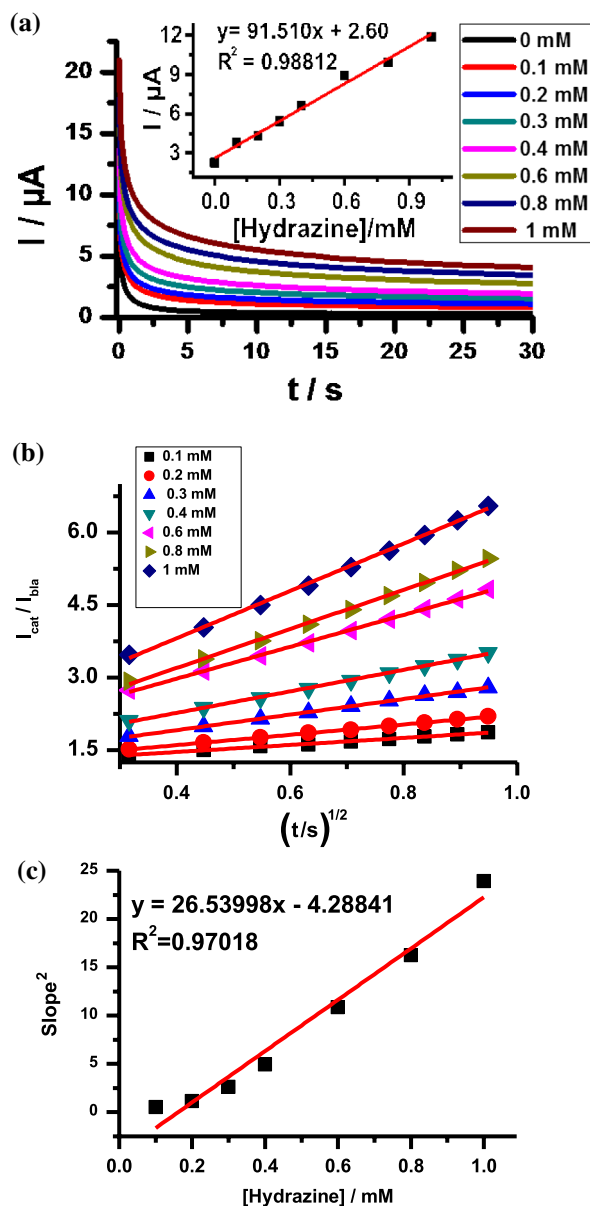 (a)
y= 91.510x + 2.60
R² = 0.98812
I / µA
12
9
6
3
0.0 0.3 0.6 0.9
[Hydrazine]/mM
0 mM
0.1 mM
0.2 mM
0.3 mM
0.4 mM
0.6 mM
0.8 mM
1 mM
I / µA
20
15
10
5
0
0 5 10 15 20 25 30
t / s
(b)
0.1 mM
0.2 mM
0.3 mM
0.4 mM
0.6 mM
0.8 mM
1 mM
I_cat / I_bla
6.0
4.5
3.0
1.5
0.4 0.6 0.8 1.0
(t/s)^1/2
(c)
y = 26.53998x - 4.28841
R²=0.97018
Slope²
25
20
15
10
5
0
0.0 0.2 0.4 0.6 0.8 1.0
[Hydrazine] / mM